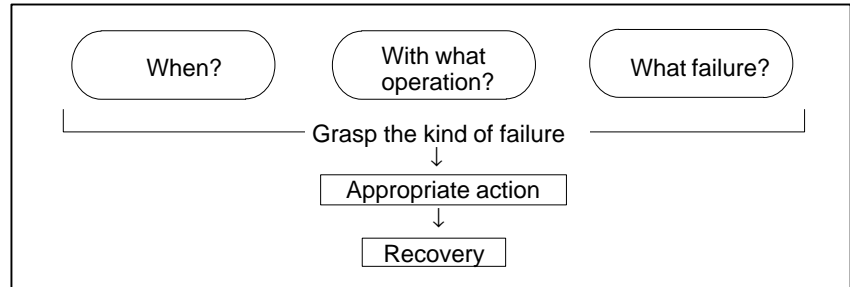 When?
With what
operation?
What failure?
Grasp the kind of failure
↓
Appropriate action
↓
Recovery